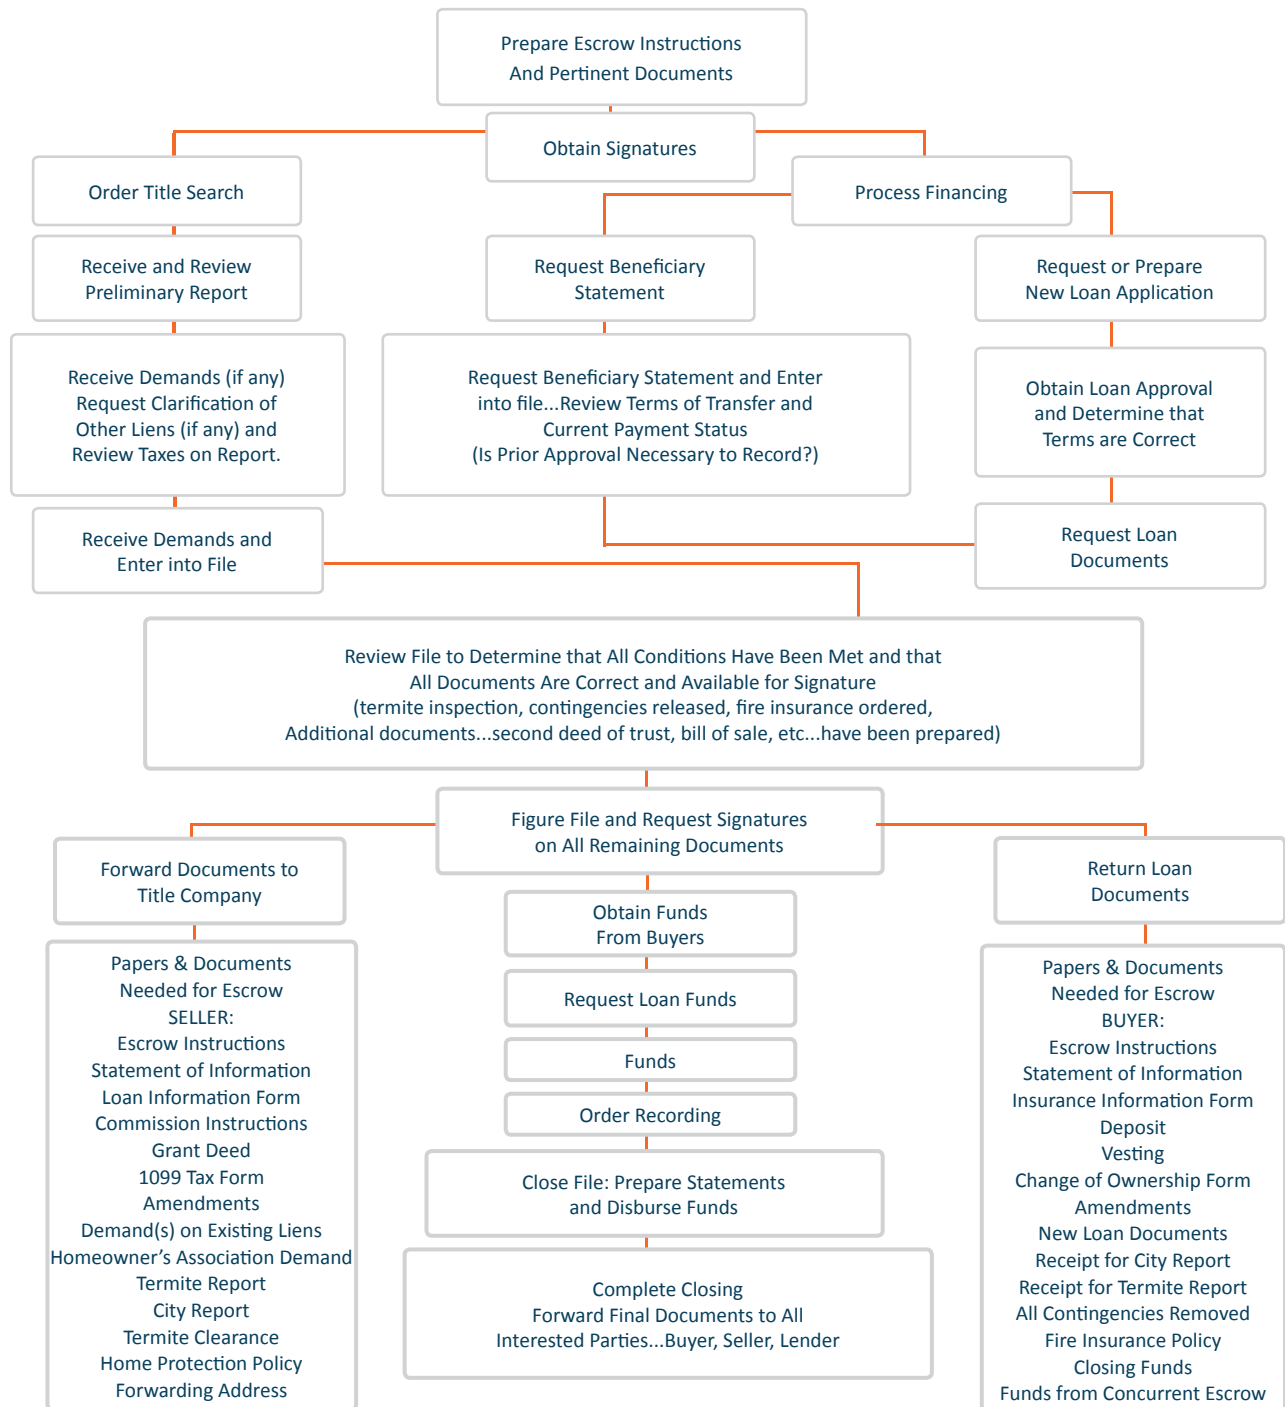 Prepare Escrow Instructions
And Pertinent Documents
Obtain Signatures
Order Title Search
Process Financing
Receive and Review
Preliminary Report
Request Beneficiary
Statement
Request or Prepare
New Loan Application
Receive Demands (if any)
Request Clarification of
Other Liens (if any) and
Review Taxes on Report.
Request Beneficiary Statement and Enter
into file...Review Terms of Transfer and
Current Payment Status
(Is Prior Approval Necessary to Record?)
Obtain Loan Approval
and Determine that
Terms are Correct
Receive Demands and
Enter into File
Request Loan
Documents
Review File to Determine that All Conditions Have Been Met and that
All Documents Are Correct and Available for Signature
(termite inspection, contingencies released, fire insurance ordered,
Additional documents...second deed of trust, bill of sale, etc...have been prepared)
Figure File and Request Signatures
on All Remaining Documents
Forward Documents to
Title Company
Return Loan
Documents
Papers & Documents
Needed for Escrow
SELLER:
Escrow Instructions
Statement of Information
Loan Information Form
Commission Instructions
Grant Deed
1099 Tax Form
Amendments
Demand(s) on Existing Liens
Homeowner's Association Demand
Termite Report
City Report
Termite Clearance
Home Protection Policy
Forwarding Address
Obtain Funds
From Buyers
Request Loan Funds
Funds
Order Recording
Close File: Prepare Statements
and Disburse Funds
Complete Closing
Forward Final Documents to All
Interested Parties...Buyer, Seller, Lender
Papers & Documents
Needed for Escrow
BUYER:
Escrow Instructions
Statement of Information
Insurance Information Form
Deposit
Vesting
Change of Ownership Form
Amendments
New Loan Documents
Receipt for City Report
Receipt for Termite Report
All Contingencies Removed
Fire Insurance Policy
Closing Funds
Funds from Concurrent Escrow